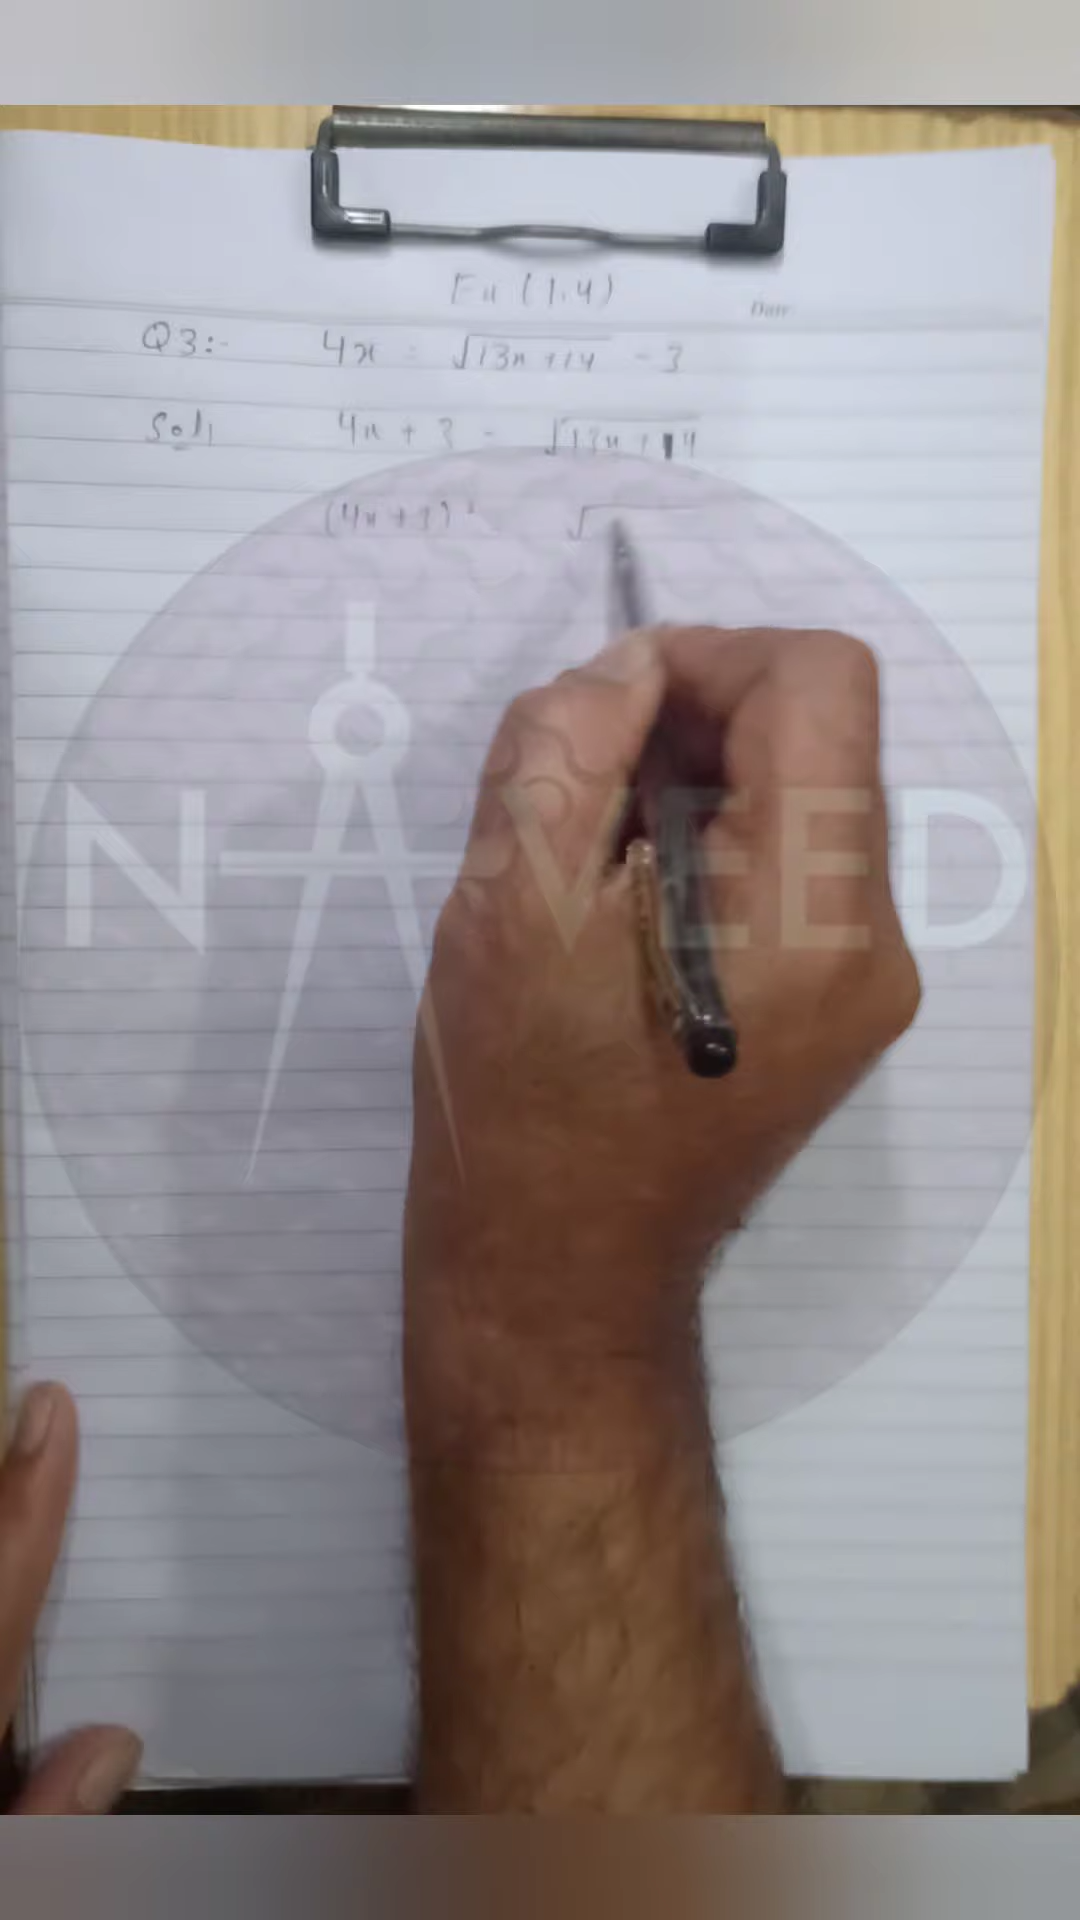 Ex (1.4)
Date
Q3:- 4x = √13x+14 - 3
Sol, 4x + 3 = √13x+14
(4x+3)² √
NAVEED